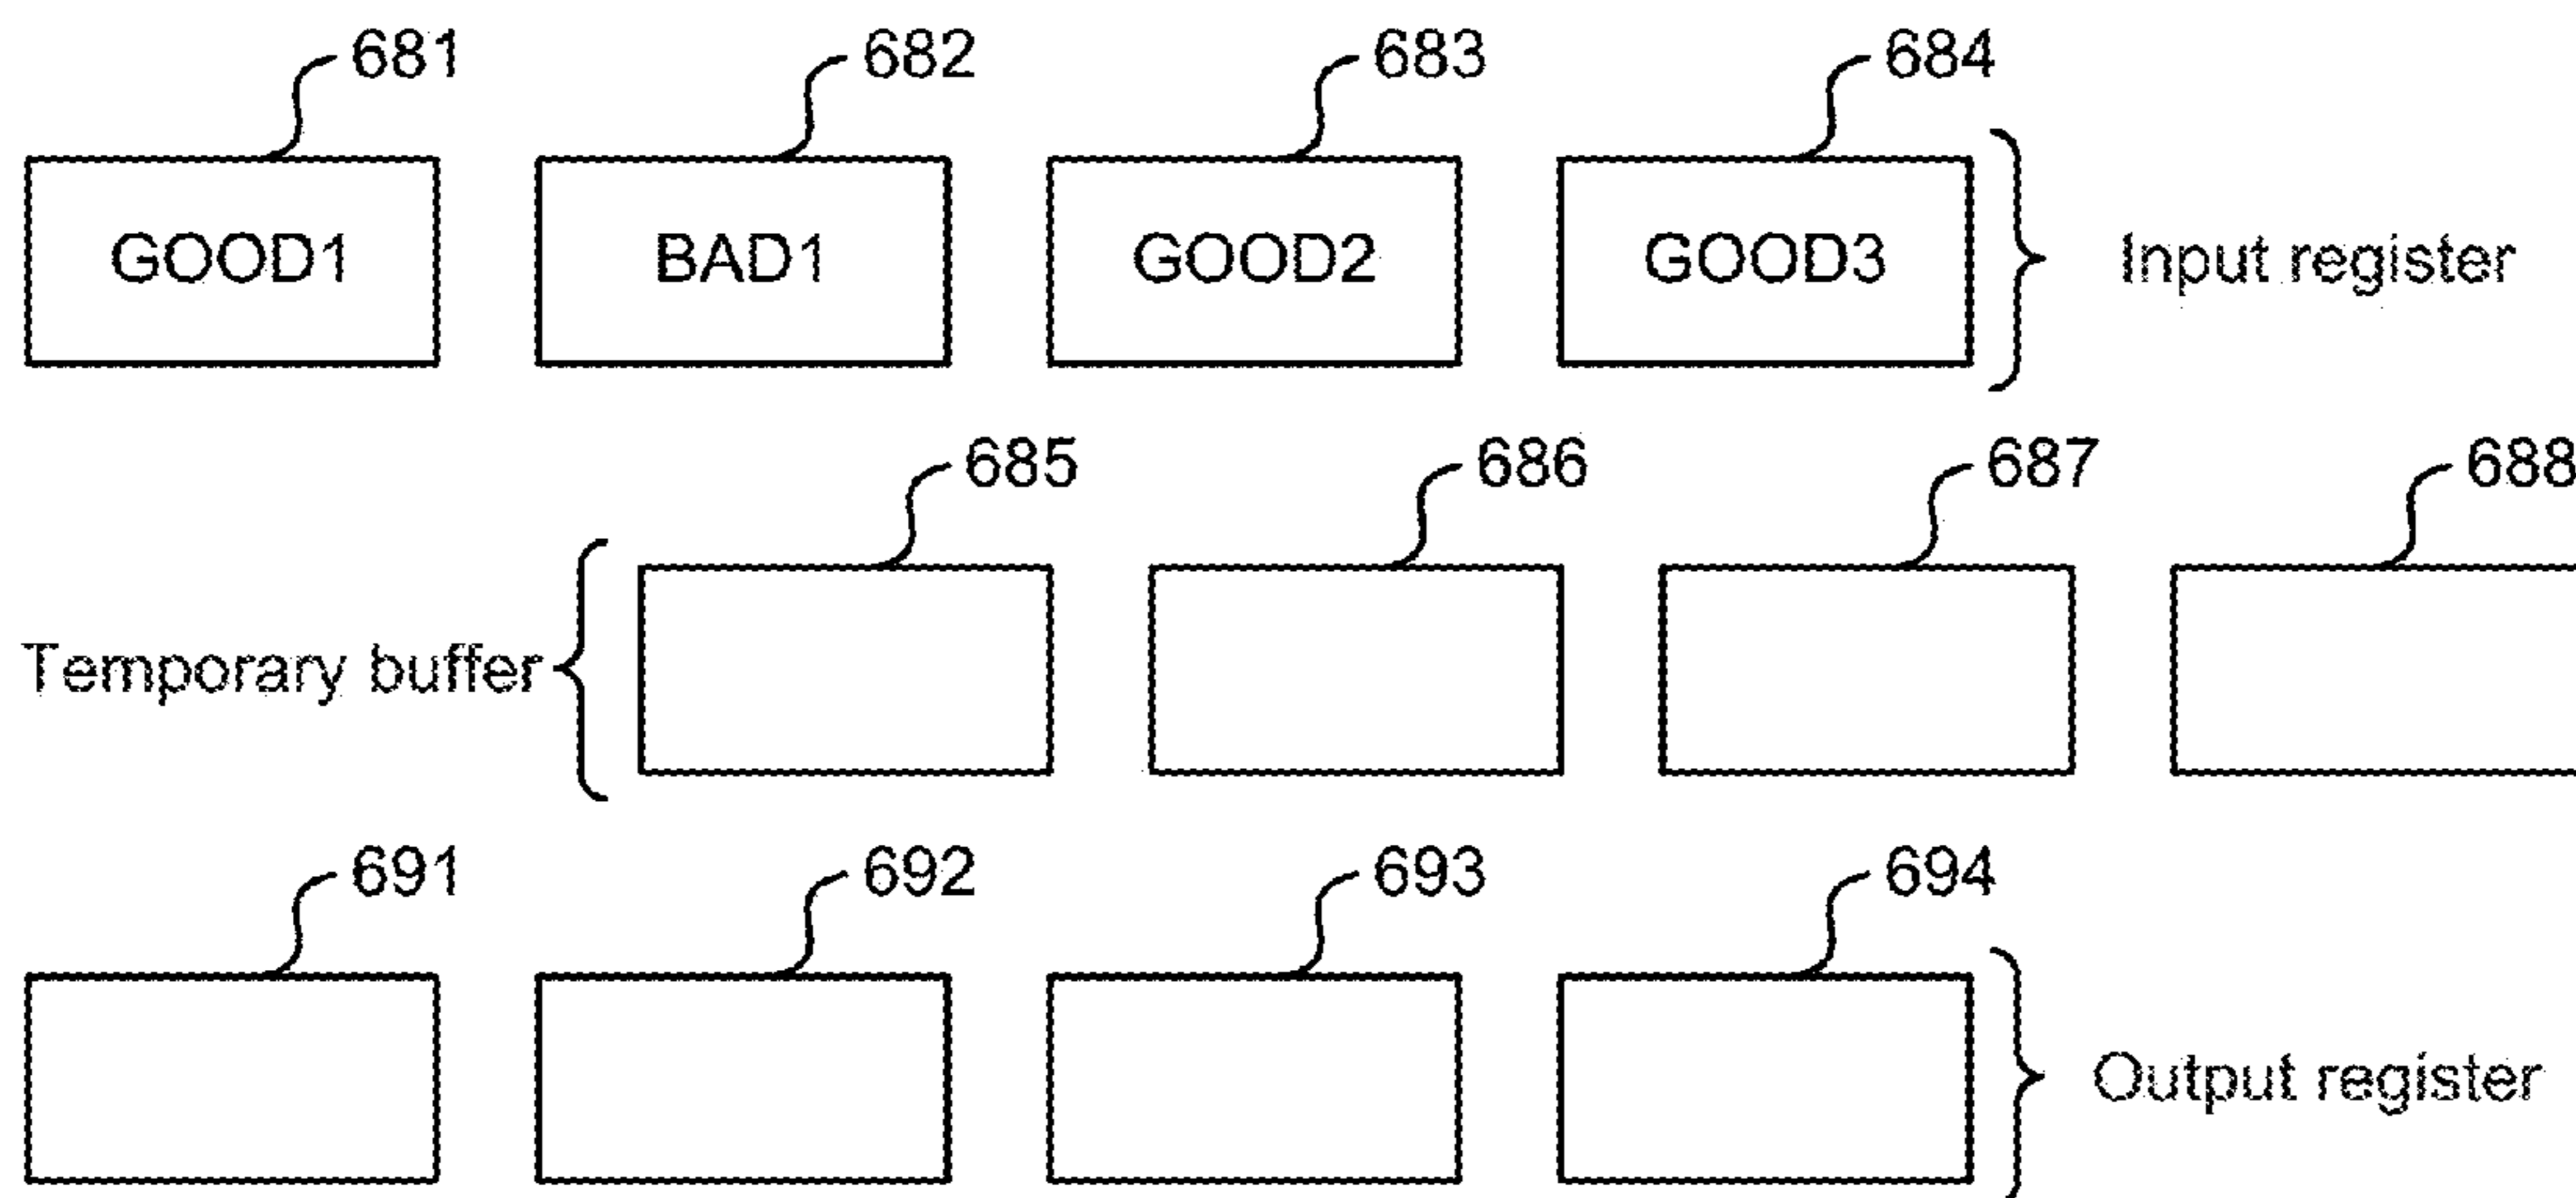 681 682 683 684
GOOD1 BAD1 GOOD2 GOOD3 Input register
685 686 687 688
Temporary buffer
691 692 693 694
Output register